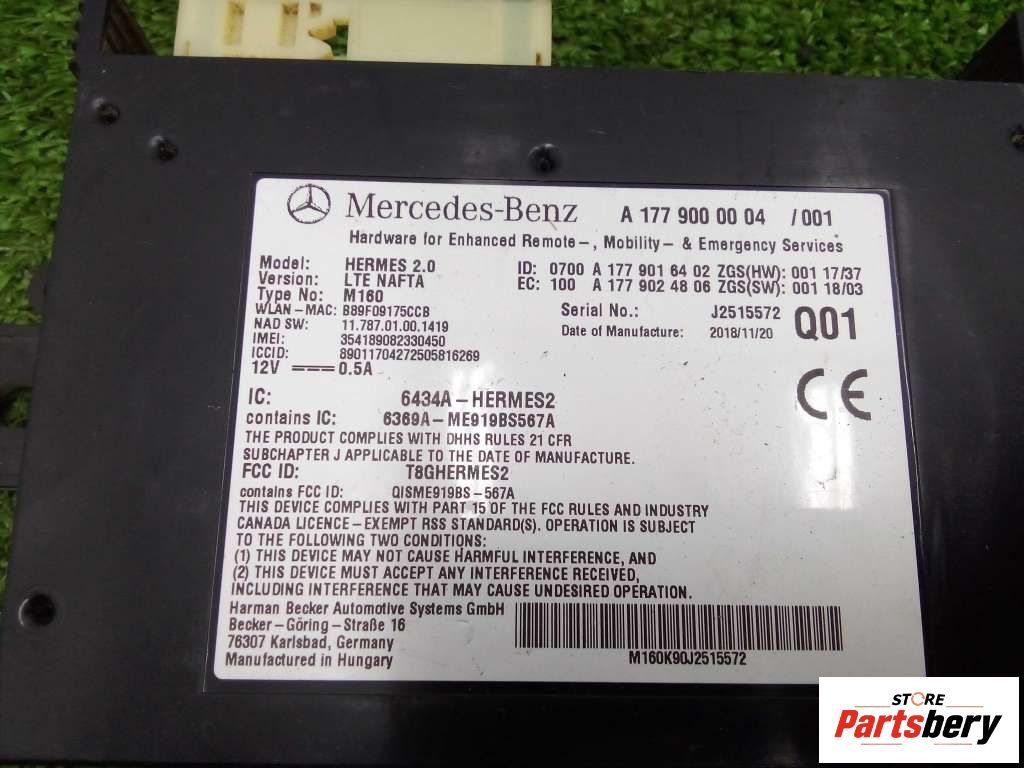 Mercedes-Benz A 177 900 00 04 /001
Hardware for Enhanced Remote-, Mobility- & Emergency Services
Model: HERMES 2.0 ID: 0700 A 177 901 64 02 ZGS(HW): 001 17/37
Version: LTE NAFTA EC: 100 A 177 902 48 06 ZGS(SW): 001 18/03
Type No: M160
WLAN-MAC: B89F09175CCB Serial No.: J2515572 Q01
NAD SW: 11.787.01.00.1419 Date of Manufacture: 2018/11/20
IMEI: 354189082330450
ICCID: 89011704272505816269
12V 0.5A
IC: 6434A-HERMES2 CE
contains IC: 6369A-ME919BS567A
THE PRODUCT COMPLIES WITH DHHS RULES 21 CFR
SUBCHAPTER J APPLICABLE TO THE DATE OF MANUFACTURE.
FCC ID: T8GHERMES2
contains FCC ID: QISME919BS-567A
THIS DEVICE COMPLIES WITH PART 15 OF THE FCC RULES AND INDUSTRY
CANADA LICENCE-EXEMPT RSS STANDARD(S). OPERATION IS SUBJECT
TO THE FOLLOWING TWO CONDITIONS:
(1) THIS DEVICE MAY NOT CAUSE HARMFUL INTERFERENCE, AND
(2) THIS DEVICE MUST ACCEPT ANY INTERFERENCE RECEIVED,
INCLUDING INTERFERENCE THAT MAY CAUSE UNDESIRED OPERATION.
Harman Becker Automotive Systems GmbH
Becker-Göring-Straße 16
76307 Karlsbad, Germany
Manufactured in Hungary M160K90J2515572
STORE
Partsbery